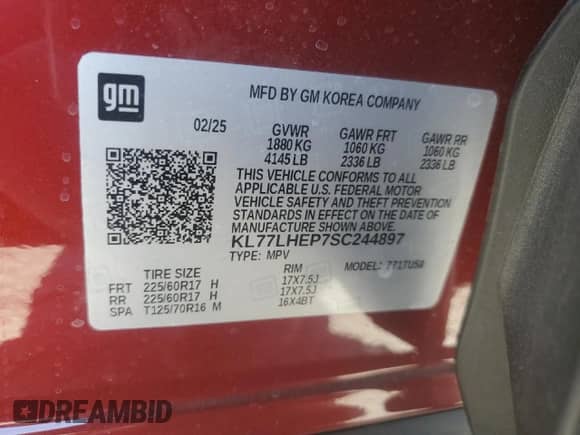 gm
MFD BY GM KOREA COMPANY
02/25 GVWR GAWR FRT GAWR RR
1880 KG 1060 KG 1060 KG
4145 LB 2336 LB 2336 LB
THIS VEHICLE CONFORMS TO ALL
APPLICABLE U.S. FEDERAL MOTOR
VEHICLE SAFETY AND THEFT PREVENTION
STANDARDS IN EFFECT ON THE DATE OF
MANUFACTURE SHOWN ABOVE.
KL77LHEP7SC244897
TYPE: MPV MODEL: 771TU58
TIRE SIZE RIM
FRT 225/60R17 H 17X7.5J
RR 225/60R17 H 17X7.5J
SPA T125/70R16 M 16X4BT
DREAMBID